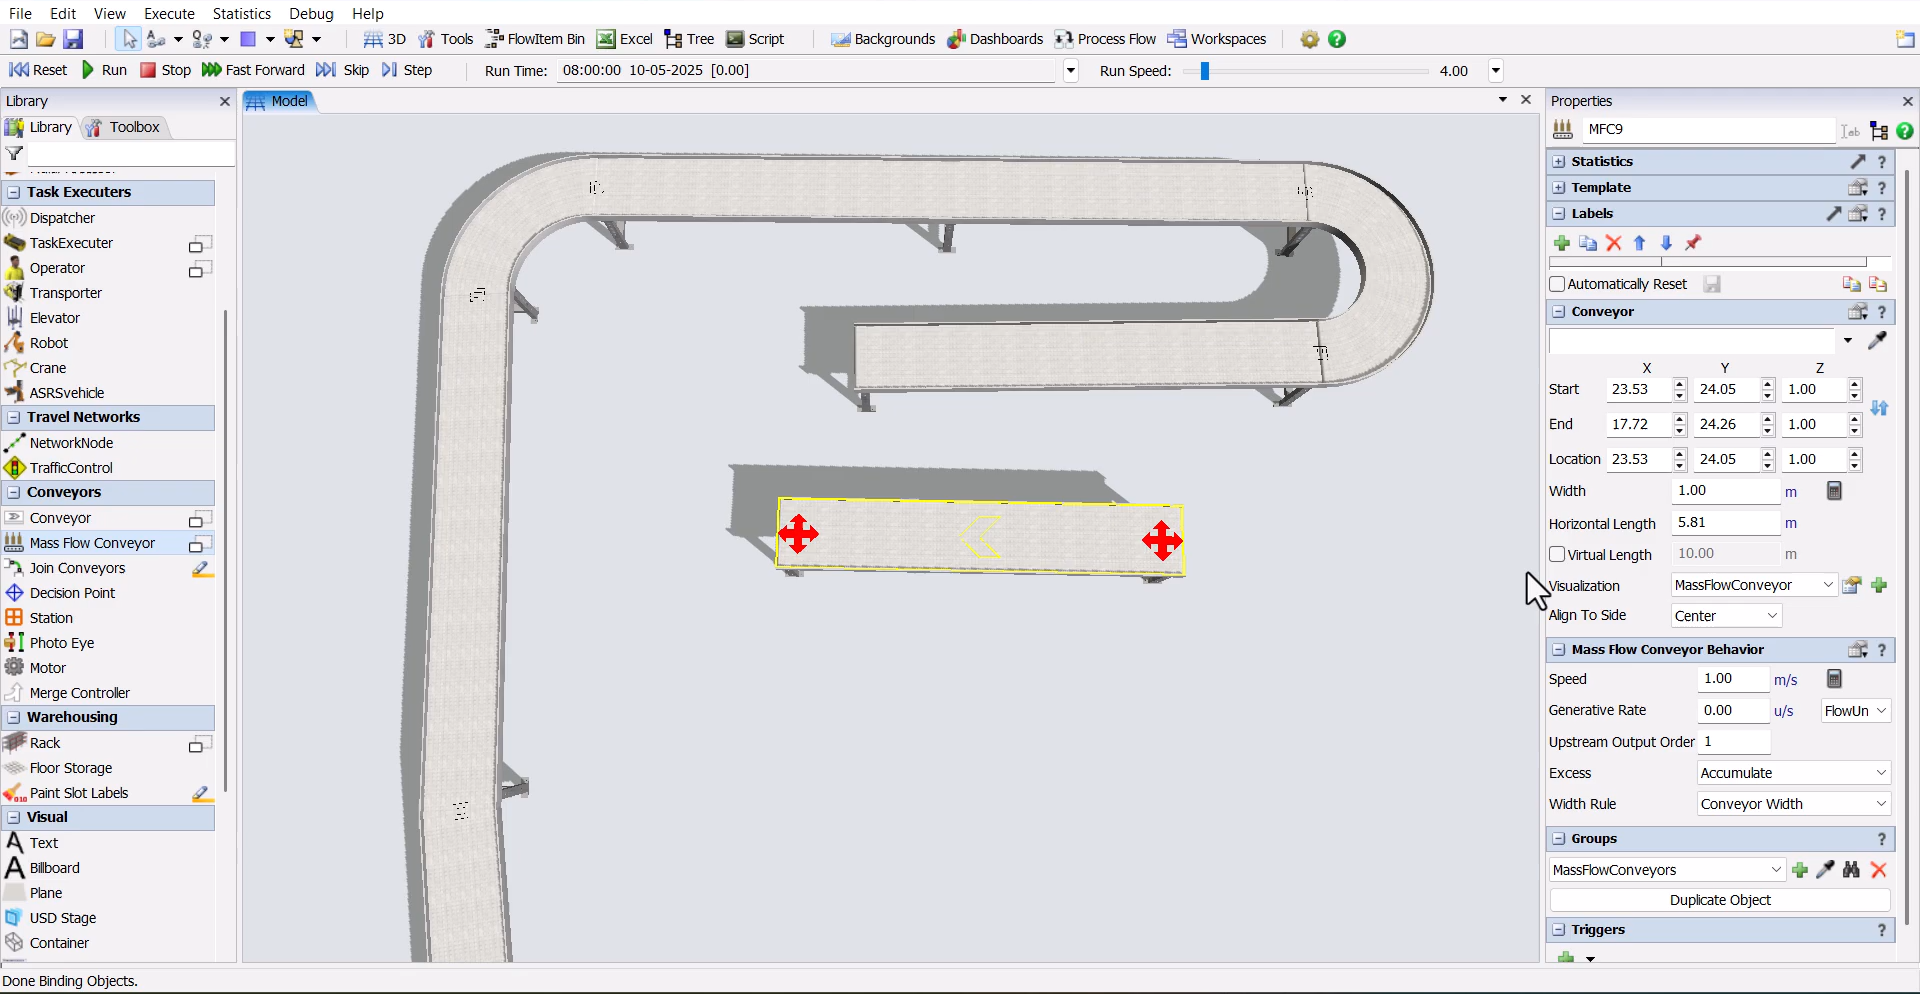 File Edit View Execute Statistics Debug Help
3D Tools FlowItem Bin Excel Tree Script Backgrounds Dashboards Process Flow Workspaces
Reset Run Stop Fast Forward Skip Step Run Time: 08:00:00 10-05-2025 [0.00] Run Speed: 4.00
Library
Model
Properties
Library Toolbox
MFC9
Task Executers
Dispatcher
TaskExecuter
Operator
Transporter
Elevator
Robot
Crane
ASRSvehicle
Travel Networks
NetworkNode
TrafficControl
Conveyors
Conveyor
Mass Flow Conveyor
Join Conveyors
Decision Point
Station
Photo Eye
Motor
Merge Controller
Warehousing
Rack
Floor Storage
Paint Slot Labels
Visual
Text
Billboard
Plane
USD Stage
Container
Statistics
Template
Labels
Automatically Reset
Conveyor
X Y Z
Start 23.53 24.05 1.00
End 17.72 24.26 1.00
Location 23.53 24.05 1.00
Width 1.00 m
Horizontal Length 5.81 m
Virtual Length 10.00 m
Visualization MassFlowConveyor
Align To Side Center
Mass Flow Conveyor Behavior
Speed 1.00 m/s
Generative Rate 0.00 u/s FlowUn
Upstream Output Order 1
Excess Accumulate
Width Rule Conveyor Width
Groups
MassFlowConveyors
Duplicate Object
Triggers
Done Binding Objects.